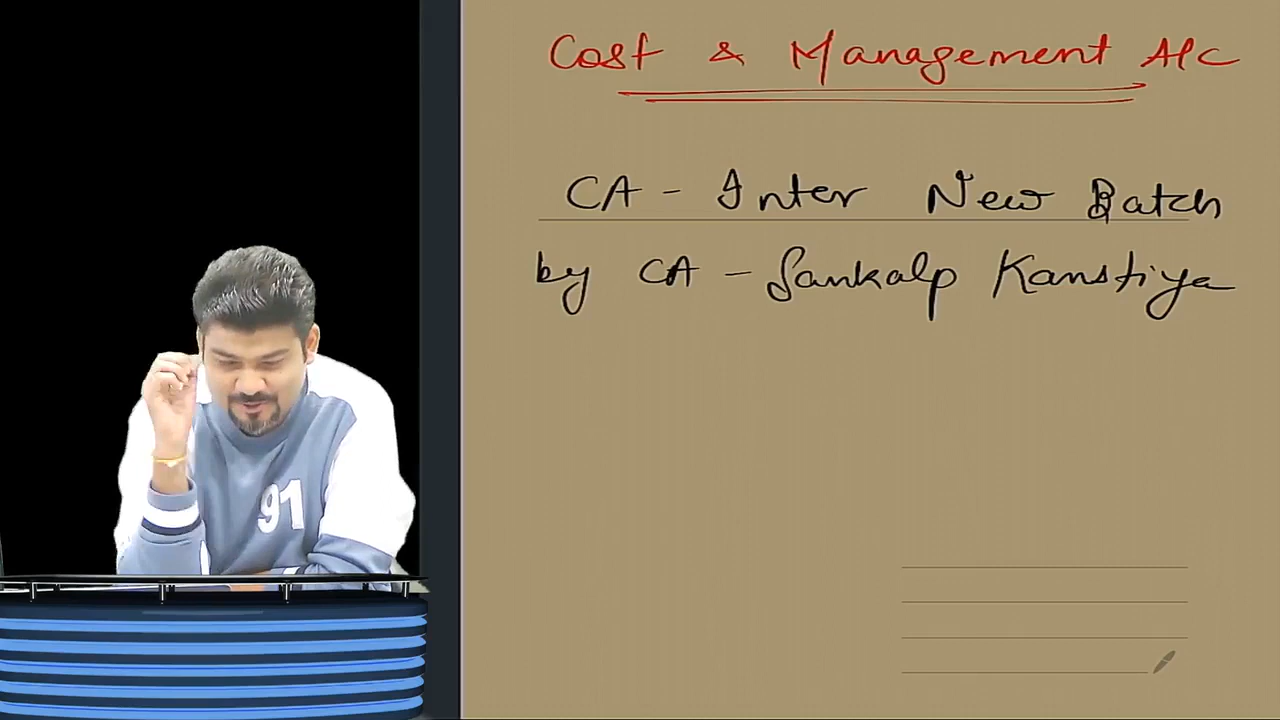 Cost & Management A/C
CA - Inter New Batch
by CA - Sankalp Kanstiya
91